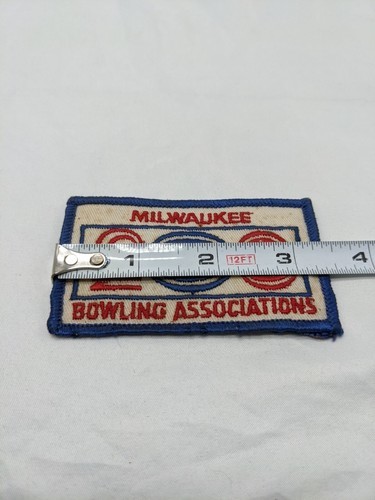 MILWAUKEE
1 2 12FT 3 4
BOWLING ASSOCIATIONS